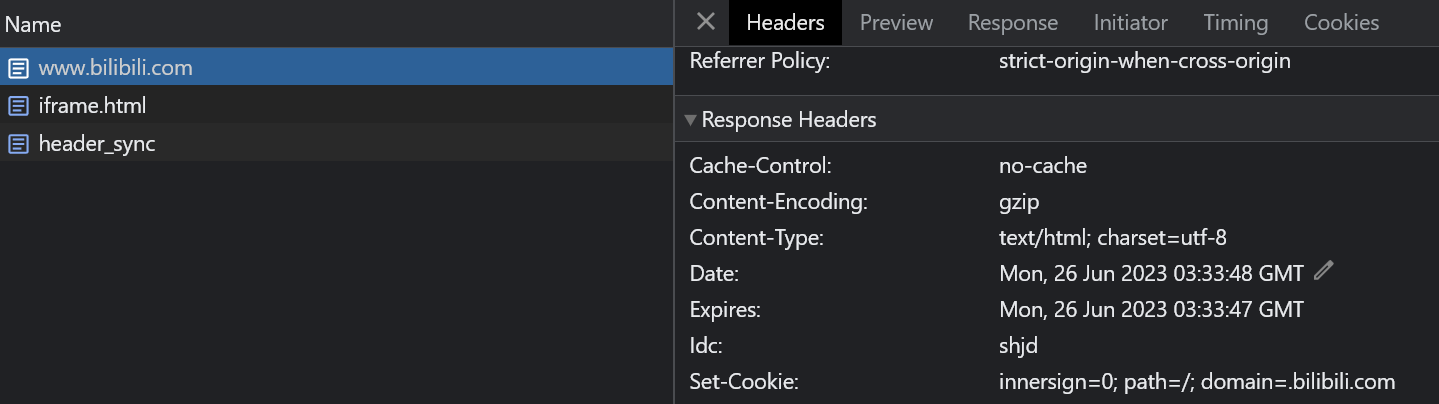 Name
www.bilibili.com
iframe.html
header_sync
Headers Preview Response Initiator Timing Cookies
Referrer Policy: strict-origin-when-cross-origin
Response Headers
Cache-Control: no-cache
Content-Encoding: gzip
Content-Type: text/html; charset=utf-8
Date: Mon, 26 Jun 2023 03:33:48 GMT
Expires: Mon, 26 Jun 2023 03:33:47 GMT
Idc: shjd
Set-Cookie: innersign=0; path=/; domain=.bilibili.com